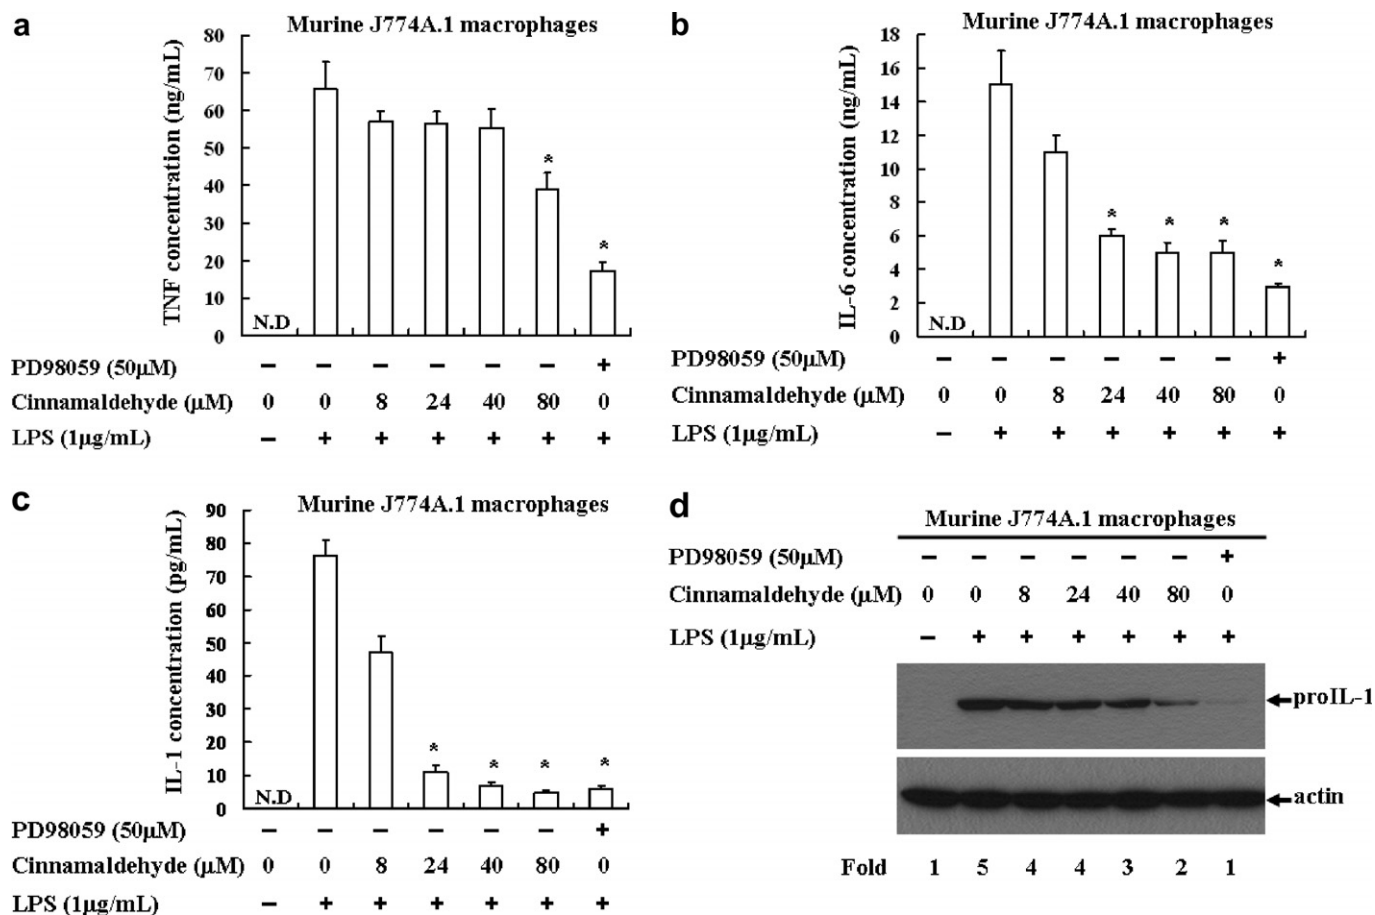 a
Murine J774A.1 macrophages
TNF concentration (ng/mL)
80
70
60
50
40
30
20
10
0
N.D
*
*
PD98059 (50μM) – – – – – – +
Cinnamaldehyde (μM) 0 0 8 24 40 80 0
LPS (1μg/mL) – + + + + + +
b
Murine J774A.1 macrophages
IL-6 concentration (ng/mL)
18
16
14
12
10
8
6
4
2
0
N.D
* * * *
PD98059 (50μM) – – – – – – +
Cinnamaldehyde (μM) 0 0 8 24 40 80 0
LPS (1μg/mL) – + + + + + +
c
Murine J774A.1 macrophages
IL-1 concentration (pg/mL)
90
80
70
60
50
40
30
20
10
0
N.D
* * * *
PD98059 (50μM) – – – – – – +
Cinnamaldehyde (μM) 0 0 8 24 40 80 0
LPS (1μg/mL) – + + + + + +
d
Murine J774A.1 macrophages
PD98059 (50μM) – – – – – – +
Cinnamaldehyde (μM) 0 0 8 24 40 80 0
LPS (1μg/mL) – + + + + + +
proIL-1
actin
Fold 1 5 4 4 3 2 1